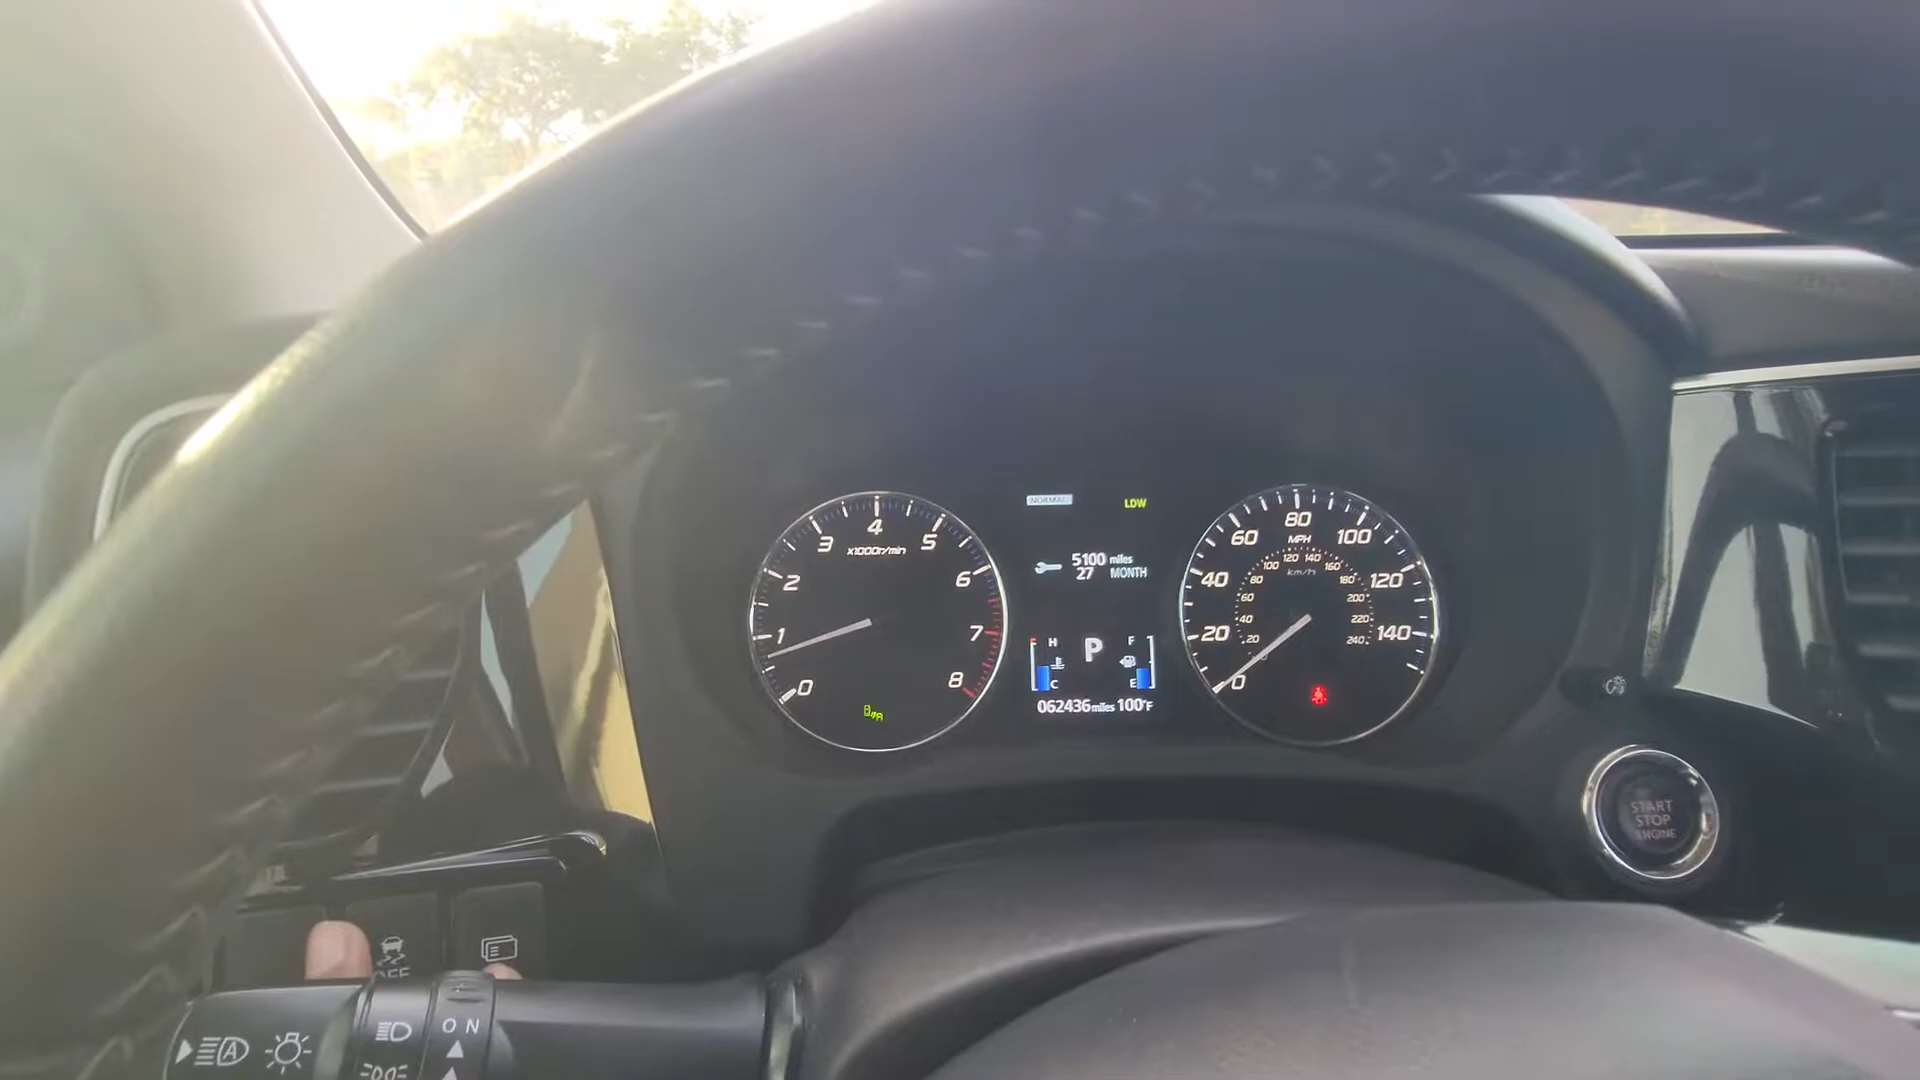 NORMAL LDW
5100 miles
27 MONTH
H P F
C E
062436miles 100°F
0 1 2 3 4 5 6 7 8
x1000r/min
0 20 40 60 80 100 120 140
MPH
km/h
20 40 60 80 100 120 140 160 180 200 220 240
START
STOP
ENGINE
OFF
A
ON